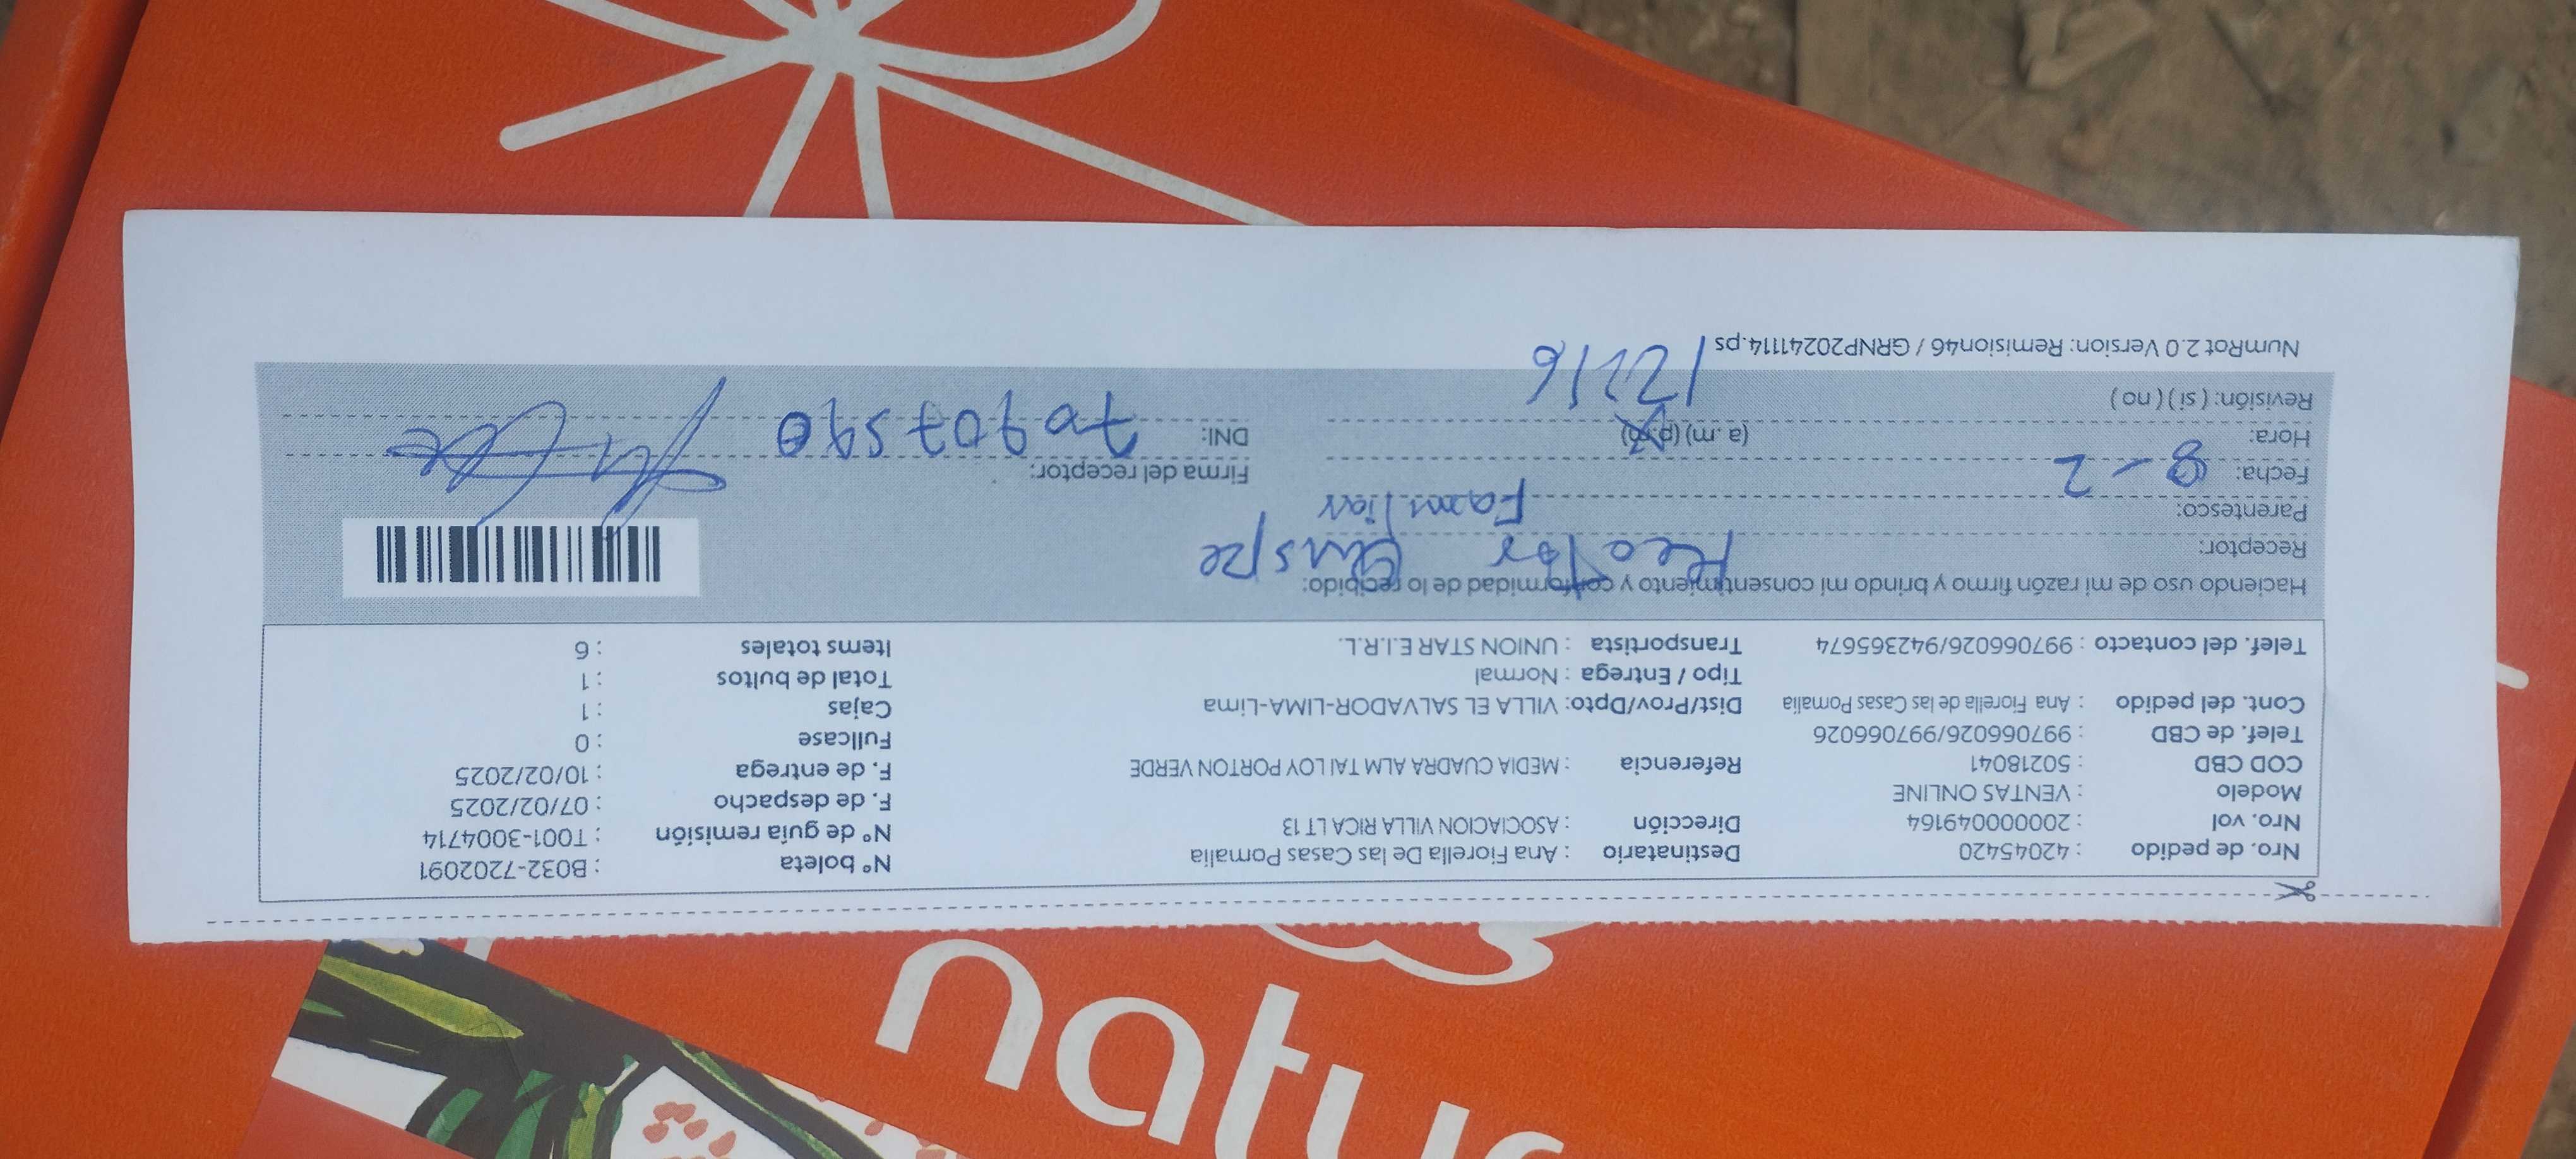 Nro. de pedido : 42045420
Nro. vol : 2000000049164
Modelo : VENTAS ONLINE
COD CBD : 50218041
Telef. de CBD : 997066026/997066026
Cont. del pedido : Ana Fiorella de las Casas Pomalia
Telef. del contacto : 997066026/942365674
Destinatario : Ana Fiorella De las Casas Pomalia
Dirección : ASOCIACION VILLA RICA LT 13
Referencia : MEDIA CUADRA ALM TAI LOY PORTON VERDE
Dist/Prov/Dpto: VILLA EL SALVADOR-LIMA-Lima
Tipo / Entrega : Normal
Transportista : UNION STAR E.I.R.L.
N° boleta : B032-7202091
N° de guía remisión : T001-3004714
F. de despacho : 07/02/2025
F. de entrega : 10/02/2025
Fullcase : 0
Cajas : 1
Total de bultos : 1
Items totales : 6
Haciendo uso de mi razón firmo y brindo mi consentimiento y conformidad de lo recibido:
Receptor:
Parentesco: Familiar
Fecha: 8-2
Hora: (a.m) (p.m) 12:16
Revisión: ( si ) ( no )
Firma del receptor:
DNI: 70907590
NumRot 2.0 Version: Remision46 / GRNP20241114.ps
natu